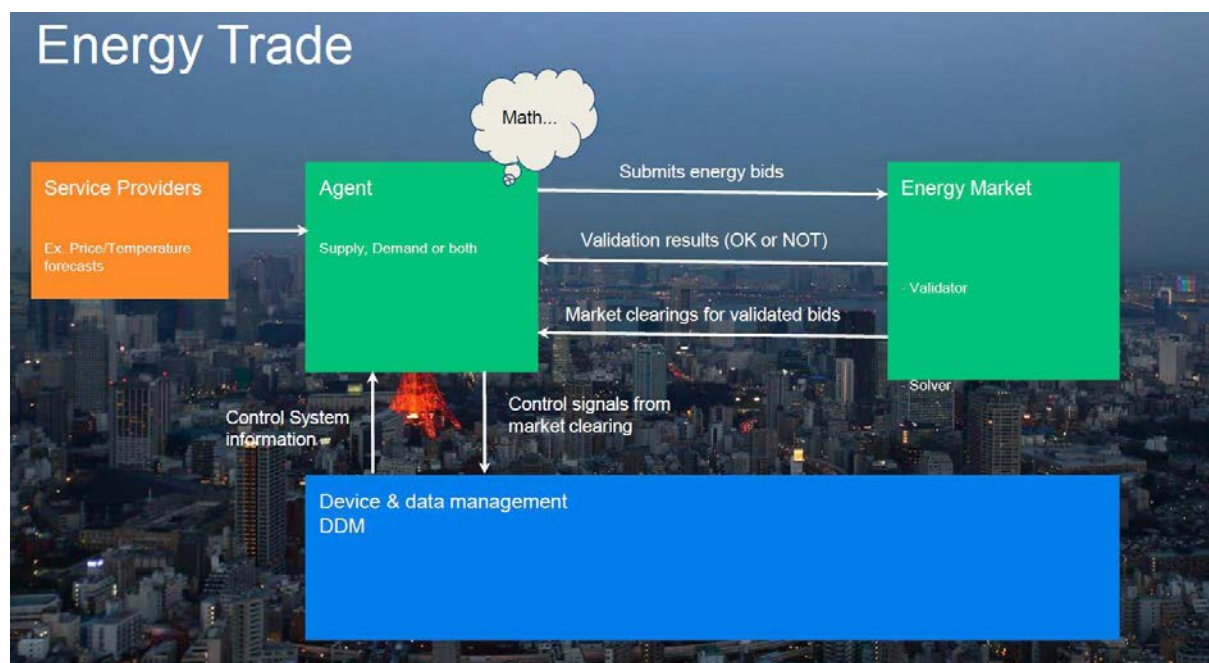 Energy Trade
Math...
Service Providers
Ex. Price/Temperature
forecasts
Agent
Supply, Demand or both
Submits energy bids
Validation results (OK or NOT)
Market clearings for validated bids
Energy Market
- Validator
- Solver
Control System
information
Control signals from
market clearing
Device & data management
DDM